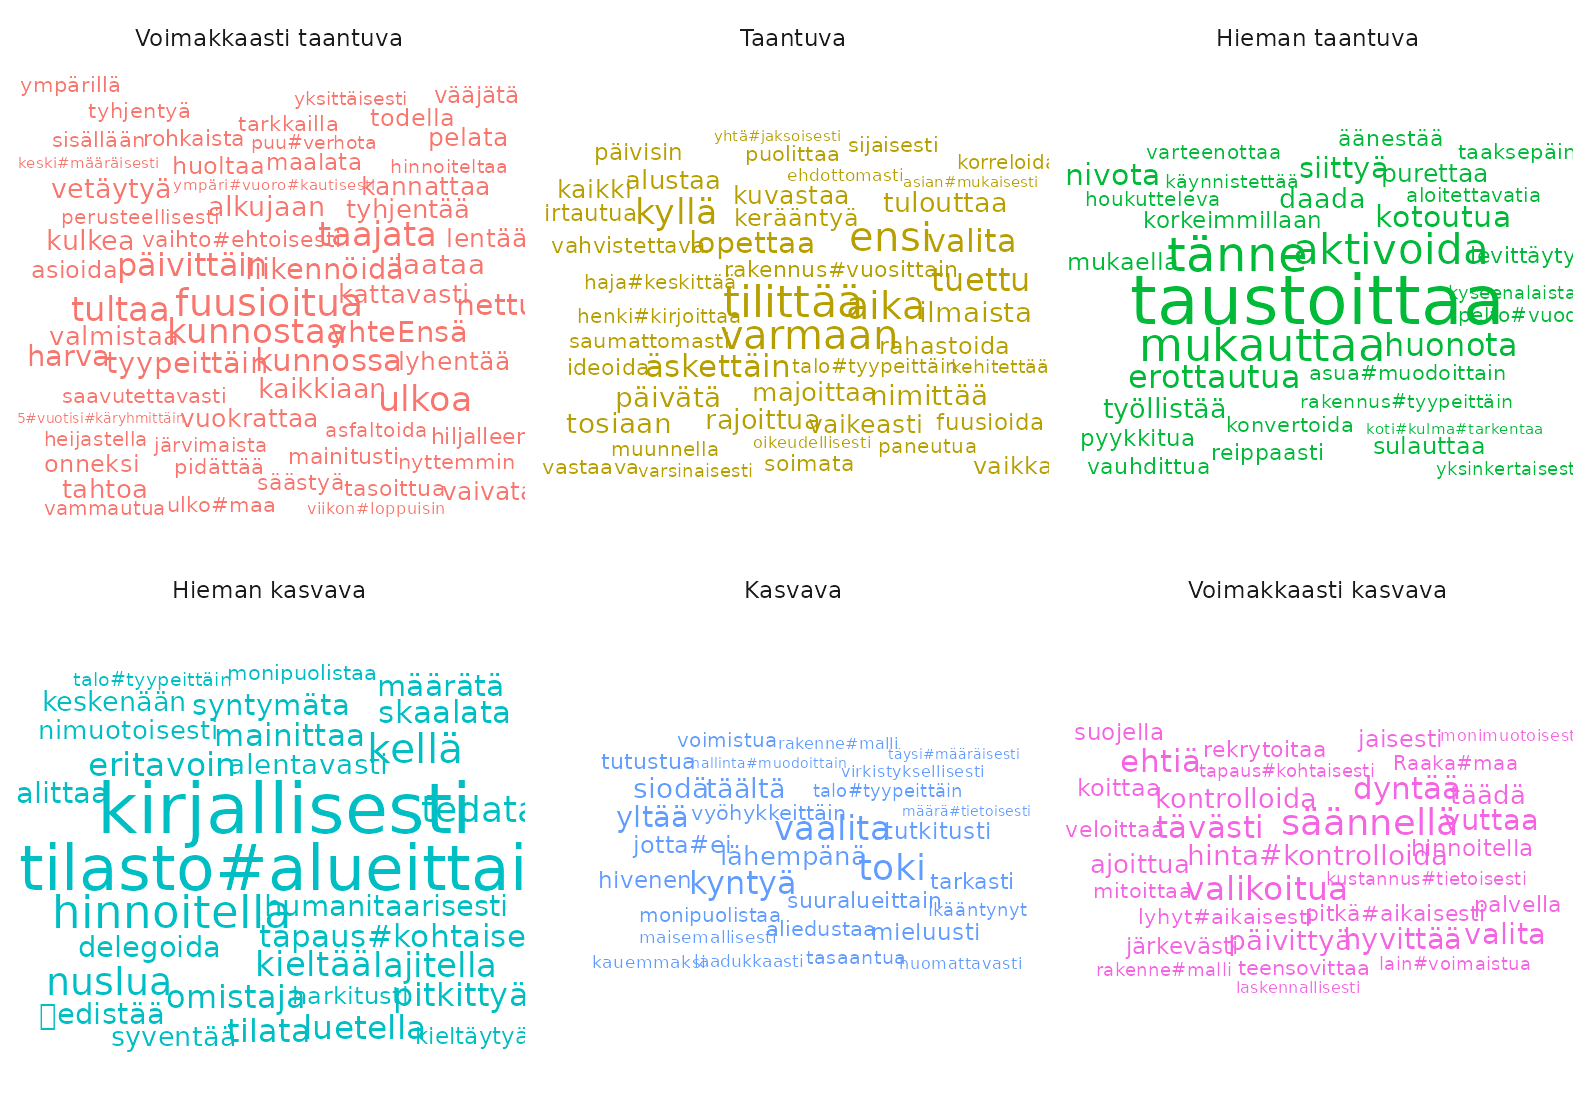 Voimakkaasti taantuva
ympärillä
yksittäisesti
vääjätä
tyhjentyä
tarkkailla
todella
sisällään
rohkaista
puu#verhota
pelata
keski#määräisesti
huoltaa
maalata
hinnoiteltaa
vetäytyä
ympäri#vuoro#kautisesti
kannattaa
perusteellisesti
alkujaan
tyhjentää
kulkea
vaihto#ehtoisesti
taajata
lentää
asioida
päivittäin
liikennöidä
laataa
tultaa
fuusioitua
kattavasti
nettu
valmistaa
kunnostaa
yhteEnsä
harva
tyypeittäin
kunnossa
lyhentää
saavutettavasti
kaikkiaan
ulkoa
5#vuotisi#käryhmittäin
vuokrattaa
asfaltoida
hiljalleen
heijastella
järvimaista
mainitusti
nyttemmin
onneksi
pidättää
säästyä
tasoittua
vaivata
tahtoa
vammautua
ulko#maa
viikon#loppuisin
Taantuva
yhtä#jaksoisesti
päivisin
puolittaa
sijaisesti
korreloida
kaikki
alustaa
ehdottomasti
asian#mukaisesti
irtautua
kyllä
kuvastaa
tulouttaa
kerääntyä
vahvistettava
lopettaa
ensi
valita
haja#keskittää
rakennus#vuosittain
tuettu
henki#kirjoittaa
tilittää
aika
ilmaista
saumattomasti
varmaan
rahastoida
ideoida
äskettäin
talo#tyypeittäin
kehitettää
päivätä
majoittaa
nimittää
tosiaan
rajoittua
vaikeasti
fuusioida
muunnella
oikeudellisesti
paneutua
vastaava
varsinaisesti
soimata
vaikka
Hieman taantuva
äänestää
varteenottaa
siittyä
taaksepäin
nivota
käynnistettää
purettaa
houkutteleva
daada
aloitettavatia
korkeimmillaan
kotoutua
mukaella
tänne
aktivoida
levittäyty
taustoittaa
kyseenalaista
pelto#vuod
mukauttaa
huonota
erottautua
asua#muodoittain
työllistää
rakennus#tyypeittäin
pyykkitua
konvertoida
koti#kulma#tarkentaa
vauhdittua
reippaasti
sulauttaa
yksinkertaisest
Hieman kasvava
talo#tyypeittäin
monipuolistaa
määrätä
keskenään
syntymäta
skaalata
nimuotoisesti
mainittaa
kellä
eritavoin
alentavasti
alittaa
kirjallisesti
tedata
tilasto#alueittai
hinnoitella
humanitaarisesti
delegoida
tapaus#kohtaise
kieltää
lajitella
nuslua
omistaja
harkitusti
pitkittyä
edistää
syventää
tilata
luetella
kieltäytyä
Kasvava
voimistua
rakenne#malli
tutustua
hallinta#muodoittain
täysi#määräisesti
virkistyksellisesti
siodä
täältä
talo#tyypeittäin
yltää
vyöhykkeittäin
määrä#tietoisesti
jotta#ei
vaalita
tutkitusti
lähempänä
toki
hivenen
kyntyä
tarkasti
monipuolistaa
suuralueittain
ikääntynyt
maisemallisesti
aliedustaa
mieluusti
kauemmaksi
laadukkaasti
tasaantua
huomattavasti
Voimakkaasti kasvava
suojella
jaisesti
monimuotoisest
ehtiä
rekrytoitaa
Raaka#maa
koittaa
tapaus#kohtaisesti
dyntää
täädä
kontrolloida
veloittaa
tävästi
säännellä
vuttaa
ajoittua
hinta#kontrolloida
hinnoitella
mitoittaa
valikoitua
kustannus#tietoisesti
lyhyt#aikaisesti
pitkä#aikaisesti
palvella
järkevästi
päivittyä
hyvittää
valita
rakenne#malli
teensovittaa
lain#voimaistua
laskennallisesti